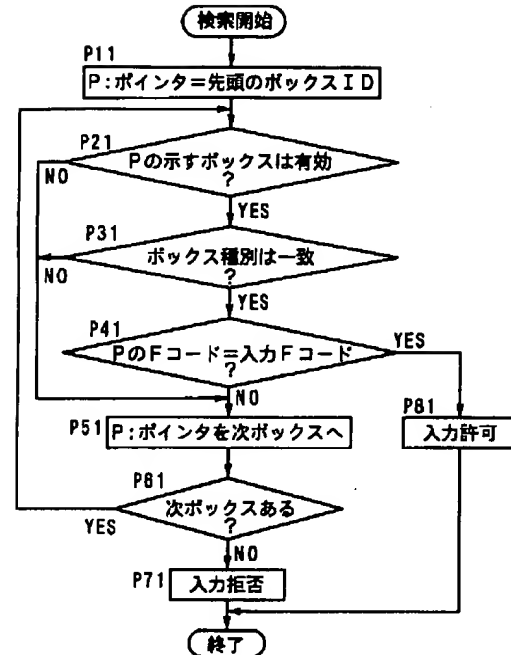 検索開始
P11
P:ポインタ=先頭のボックスID
P21
Pの示すボックスは有効
?
NO
YES
P31
ボックス種別は一致
?
NO
YES
P41
PのFコード=入力Fコード
?
YES
NO
P51
P:ポインタを次ボックスへ
P81
入力許可
P61
次ボックスある
?
YES
NO
P71
入力拒否
終了